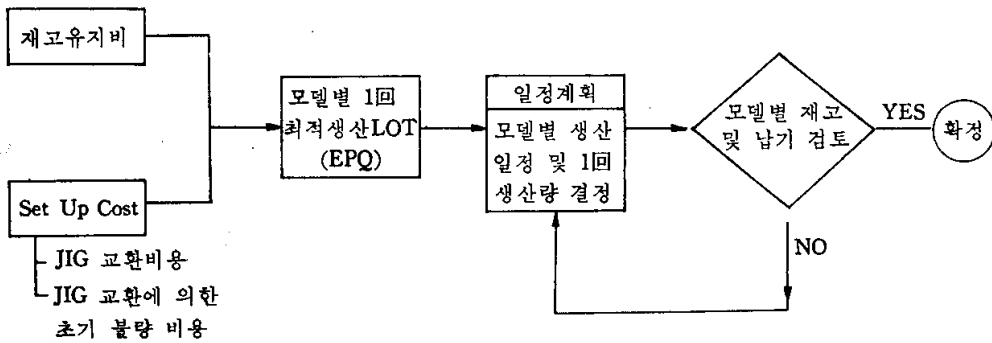 재고유지비
Set Up Cost
JIG 교환비용
JIG 교환에 의한
초기 불량 비용
모델별 1回
최적생산LOT
(EPQ)
일정계획
모델별 생산
일정 및 1回
생산량 결정
모델별 재고
및 납기 검토
YES
확정
NO